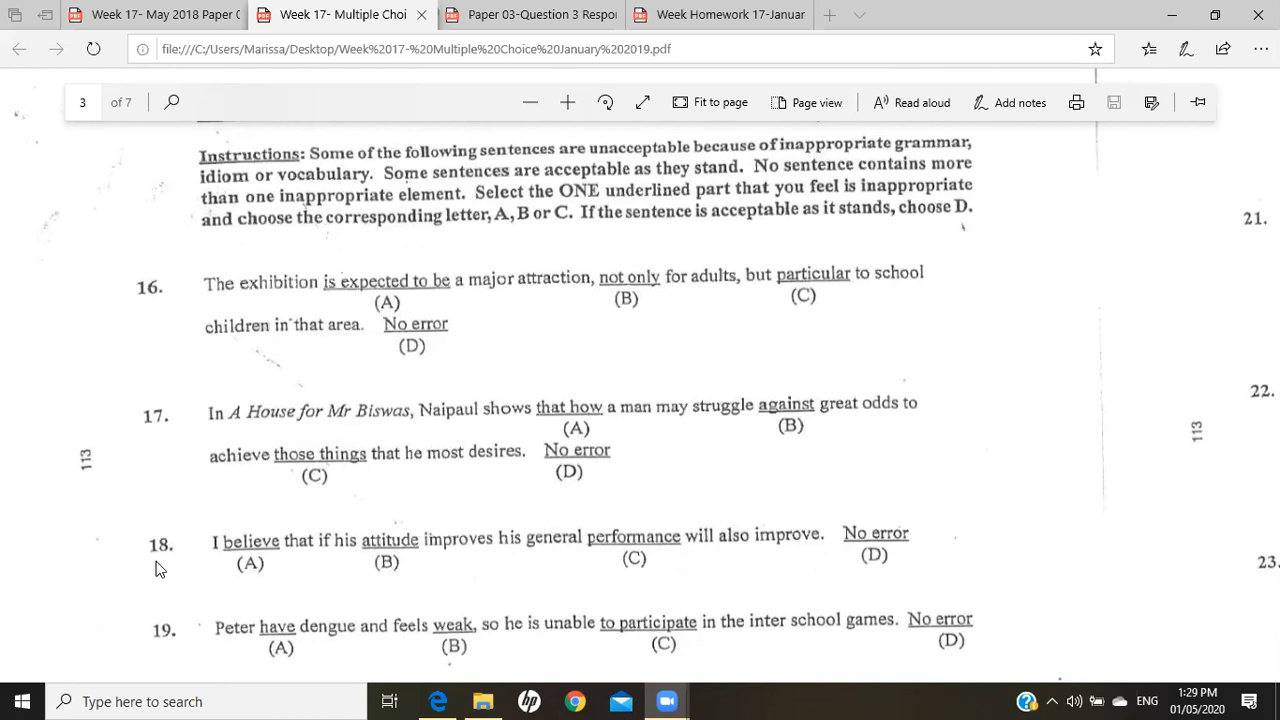 Week 17- May 2018 Paper (
Week 17- Multiple Choi
Paper 03-Question 3 Respor
Week Homework 17-Januar
file:///C:/Users/Marissa/Desktop/Week%2017-%20Multiple%20Choice%20January%202019.pdf
3 of 7
Fit to page
Page view
Read aloud
Add notes
Instructions: Some of the following sentences are unacceptable because of inappropriate grammar,
idiom or vocabulary. Some sentences are acceptable as they stand. No sentence contains more
than one inappropriate element. Select the ONE underlined part that you feel is inappropriate
and choose the corresponding letter, A, B or C. If the sentence is acceptable as it stands, choose D.
21.
16. The exhibition is expected to be a major attraction, not only for adults, but particular to school
(A) (B) (C)
children in that area. No error
(D)
22.
17. In A House for Mr Biswas, Naipaul shows that how a man may struggle against great odds to
(A) (B)
achieve those things that he most desires. No error
(C) (D)
113
113
18. I believe that if his attitude improves his general performance will also improve. No error
(A) (B) (C) (D)
23.
19. Peter have dengue and feels weak, so he is unable to participate in the inter school games. No error
(A) (B) (C) (D)
Type here to search
hp
ENG
1:29 PM
01/05/2020